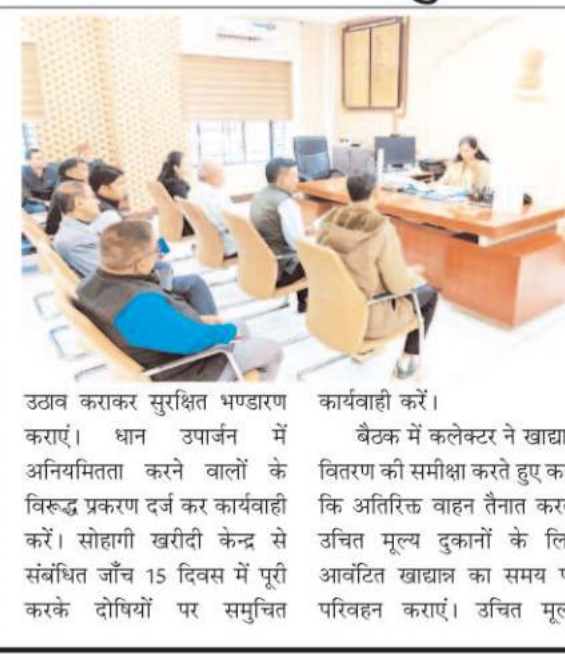 उठाव कराकर सुरक्षित भण्डारण
कराएं। धान उपार्जन में
अनियमितता करने वालों के
विरूद्ध प्रकरण दर्ज कर कार्यवाही
करें। सोहागी खरीदी केन्द्र से
संबंधित जाँच 15 दिवस में पूरी
करके दोषियों पर समुचित
कार्यवाही करें।
बैठक में कलेक्टर ने
वितरण की समीक्षा करते हुए
कि अतिरिक्त वाहन तैनात
उचित मूल्य दुकानों के
आवंटित खाद्यान्न का समय
परिवहन कराएं। उचित